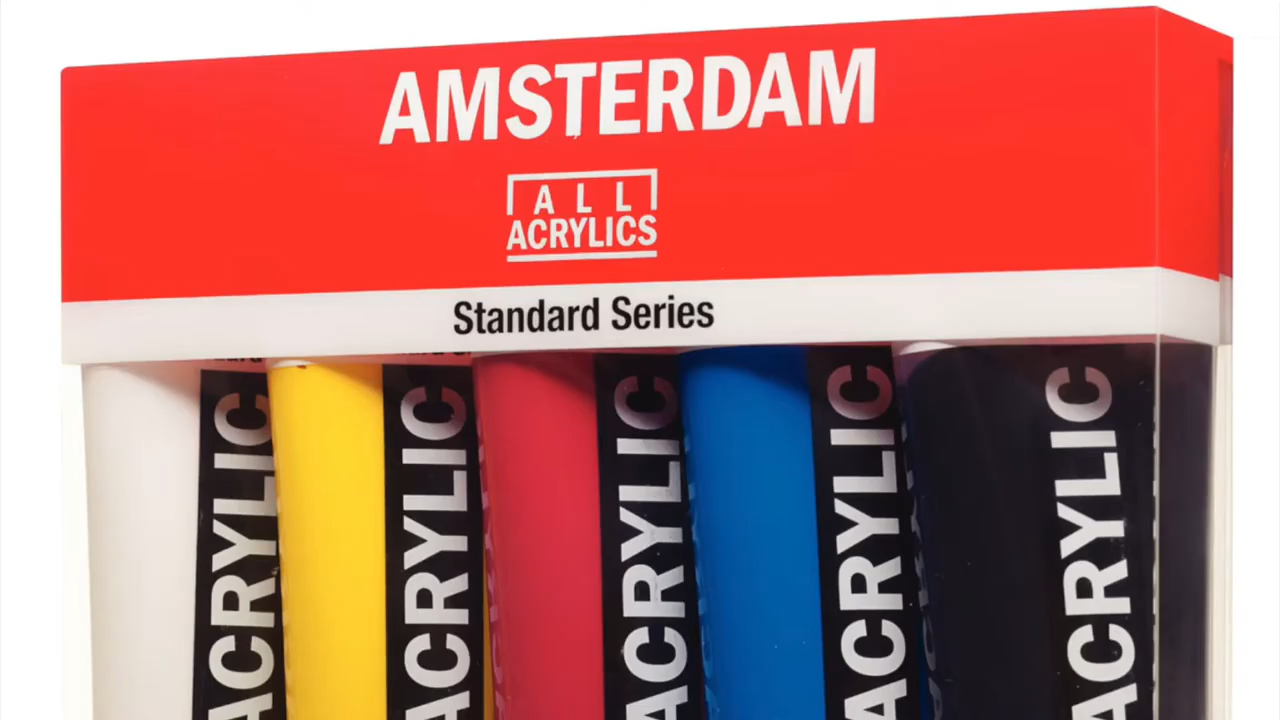 AMSTERDAM
ALL
ACRYLICS
Standard Series
ACRYLIC
ACRYLIC
ACRYLIC
ACRYLIC
ACRYLIC